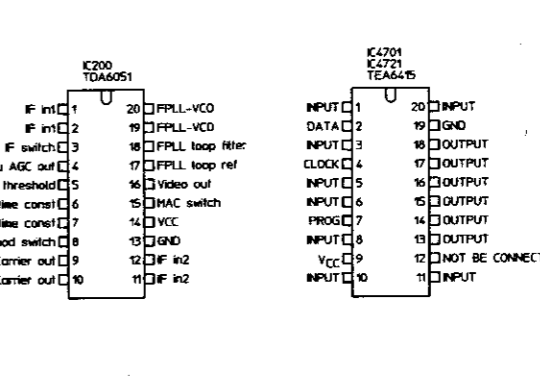 IC200
TDA6051
IF in1 1 20 FPLL-VCO
IF in1 2 19 FPLL-VCO
IF switch 3 18 FPLL loop filter
AGC out 4 17 FPLL loop ref
threshold 5 16 Video out
time const 6 15 MAC switch
time const 7 14 VCC
switch 8 13 GND
Carrier out 9 12 IF in2
Carrier out 10 11 IF in2
IC4701
IC4721
TEA6415
INPUT 1 20 INPUT
DATA 2 19 GND
INPUT 3 18 OUTPUT
CLOCK 4 17 OUTPUT
INPUT 5 16 OUTPUT
INPUT 6 15 OUTPUT
PROG 7 14 OUTPUT
INPUT 8 13 OUTPUT
VCC 9 12 NOT BE CONNECT
INPUT 10 11 INPUT